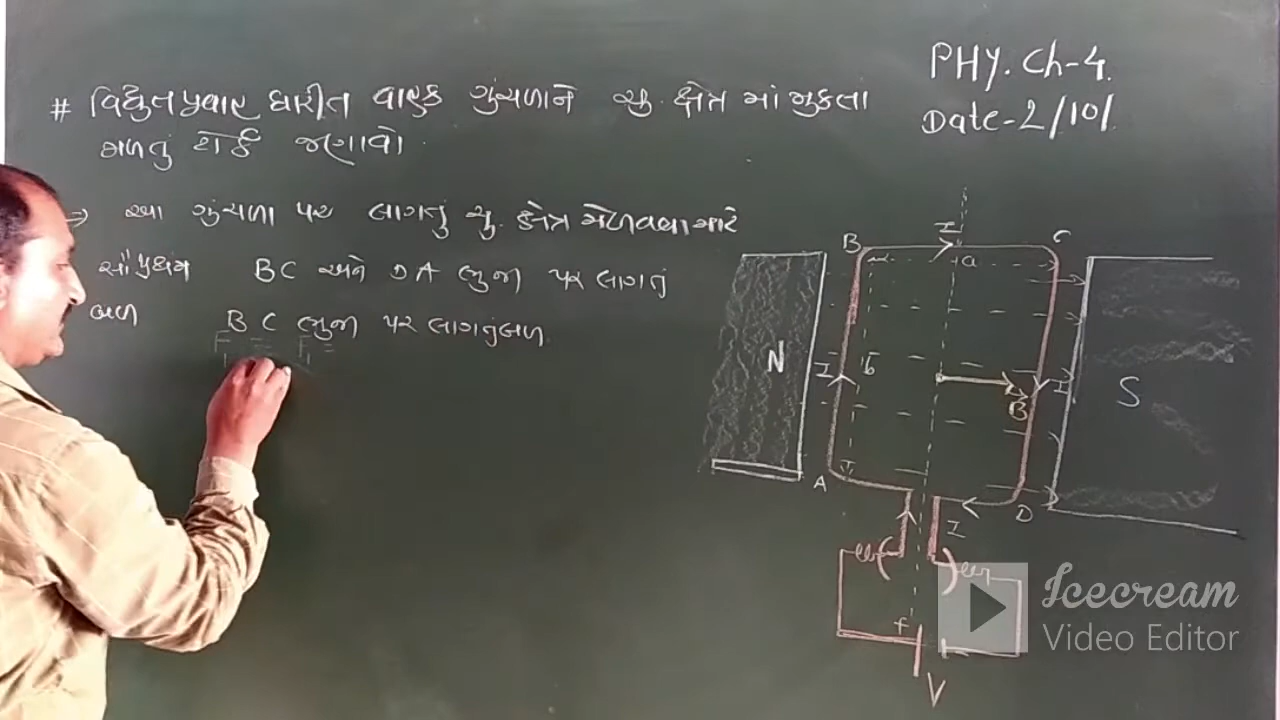 PHY. Ch-4.
Date-2/10/.
# વિદ્યુતપ્રવાહ ધારીત વાહક ગુંચળાને ચુ. ક્ષેત્ર માં મુકતા
મળતું ટોર્ક જણાવો.
→ આ ગુંચળા પર લાગતું ચુ. ક્ષેત્ર મેળવવા માટે
સૌ પ્રથમ BC અને DA ભુજા પર લાગતું
બળ
BC ભુજા પર લાગતું બળ
B
I
C
a
N
I
b
B
I
S
A
D
I
V
Icecream
Video Editor